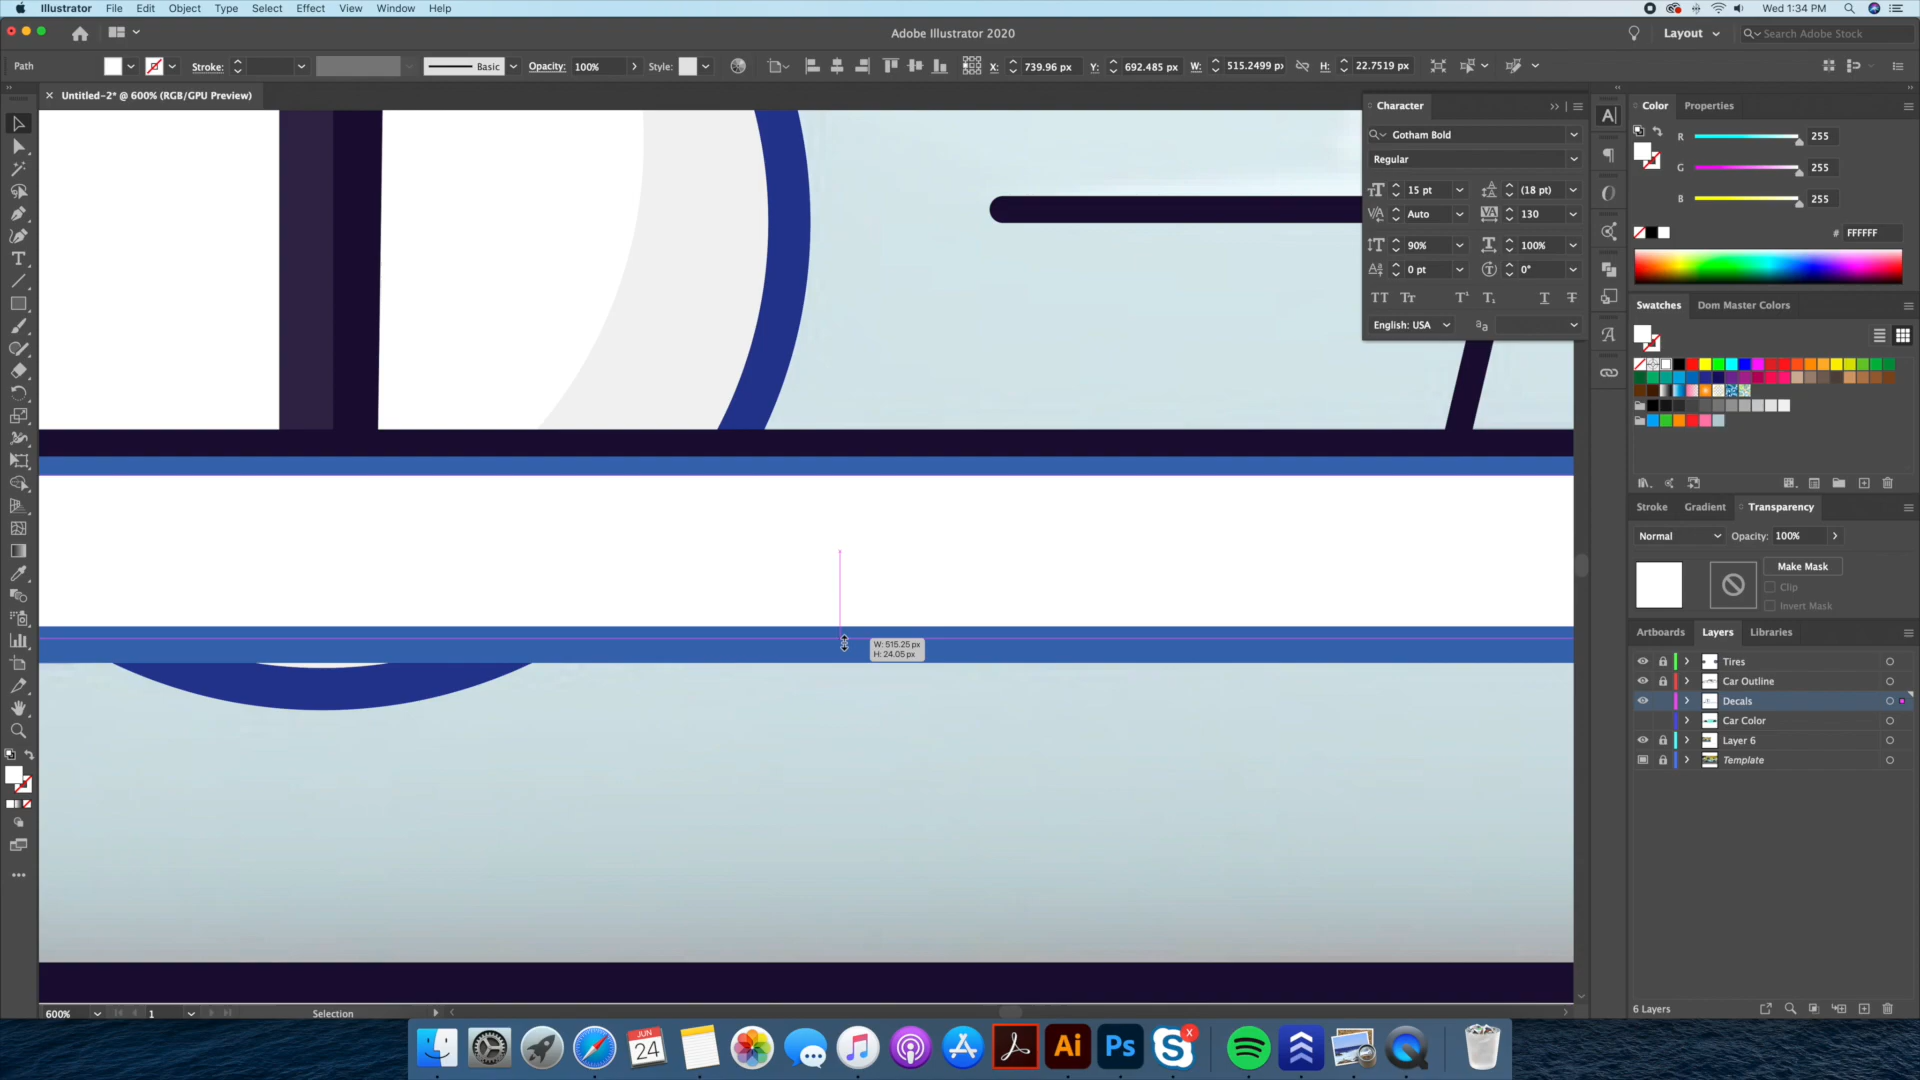 Illustrator File Edit Object Type Select Effect View Window Help Wed 1:34 PM
Adobe Illustrator 2020 Layout Search Adobe Stock
Path Stroke: Basic Opacity: 100% Style: X: 739.96 px Y: 692.485 px W: 515.2499 px H: 22.7519 px
Untitled-2* @ 600% (RGB/GPU Preview)
Character
Gotham Bold
Regular
15 pt (18 pt)
Auto 130
90% 100%
0 pt 0°
English: USA
Color Properties
R 255
G 255
B 255
# FFFFFF
Swatches Dom Master Colors
Stroke Gradient Transparency
Normal Opacity: 100%
Make Mask
Clip
Invert Mask
W: 515.25 px
H: 24.05 px
Artboards Layers Libraries
Tires
Car Outline
Decals
Car Color
Layer 6
Template
600% 1 Selection 6 Layers
JUN
24
Ai Ps S X